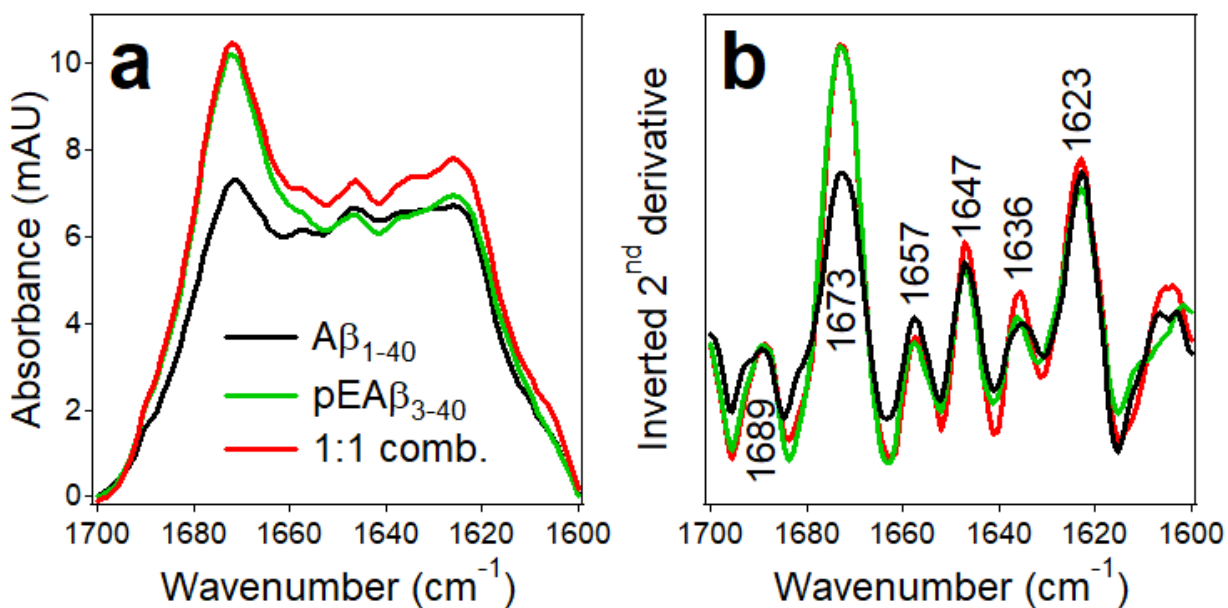 a
Absorbance (mAU)
10
8
6
4
2
0
Aβ1-40
pEAβ3-40
1:1 comb.
1700 1680 1660 1640 1620 1600
Wavenumber (cm⁻¹)
b
Inverted 2nd derivative
1689
1673
1657
1647
1636
1623
1700 1680 1660 1640 1620 1600
Wavenumber (cm⁻¹)